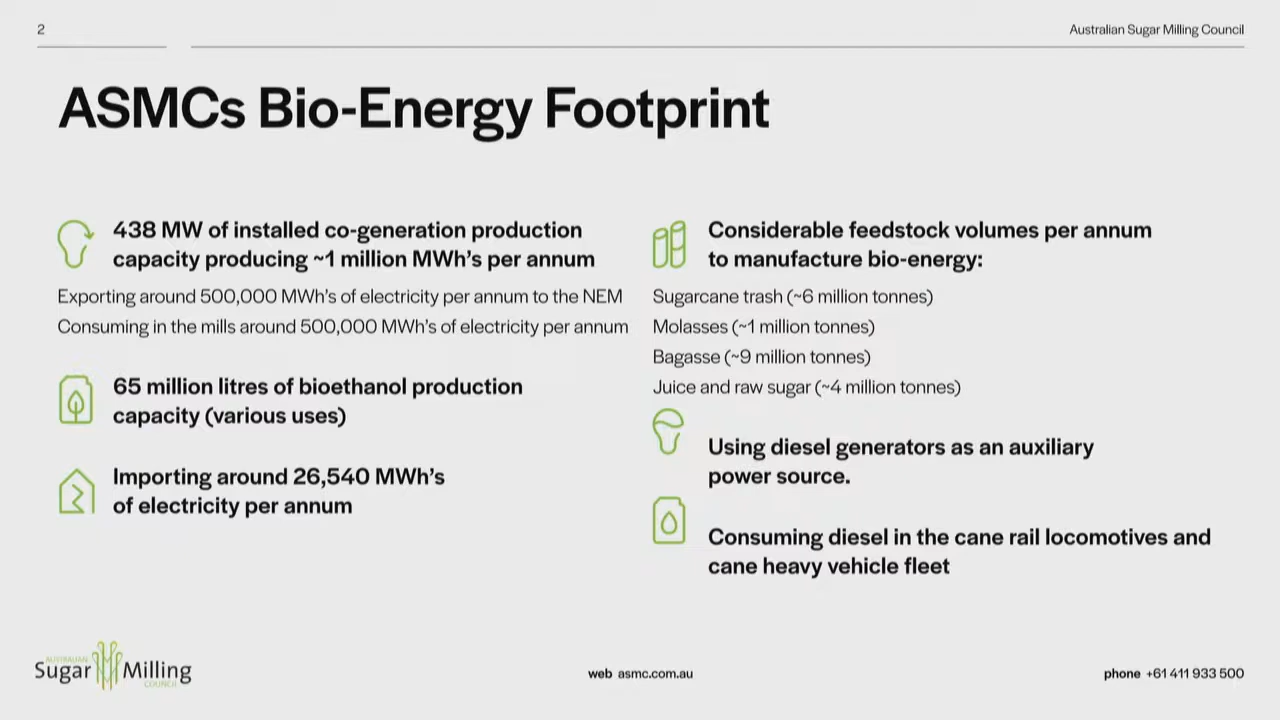 2
Australian Sugar Milling Council
ASMCs Bio-Energy Footprint
438 MW of installed co-generation production
capacity producing ~1 million MWh's per annum
Exporting around 500,000 MWh's of electricity per annum to the NEM
Consuming in the mills around 500,000 MWh's of electricity per annum
65 million litres of bioethanol production
capacity (various uses)
Importing around 26,540 MWh's
of electricity per annum
Considerable feedstock volumes per annum
to manufacture bio-energy:
Sugarcane trash (~6 million tonnes)
Molasses (~1 million tonnes)
Bagasse (~9 million tonnes)
Juice and raw sugar (~4 million tonnes)
Using diesel generators as an auxiliary
power source.
Consuming diesel in the cane rail locomotives and
cane heavy vehicle fleet
AUSTRALIAN
Sugar Milling
COUNCIL
web asmc.com.au
phone +61 411 933 500